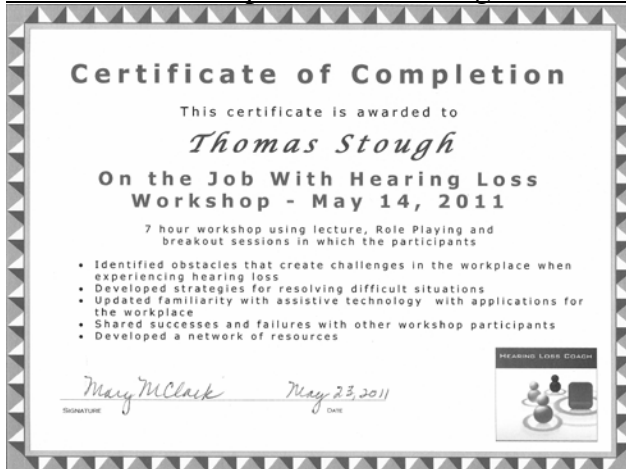 Certificate of Completion
This certificate is awarded to
Thomas Stough
On the Job With Hearing Loss
Workshop - May 14, 2011
7 hour workshop using lecture, Role Playing and
breakout sessions in which the participants
• Identified obstacles that create challenges in the workplace when
experiencing hearing loss
• Developed strategies for resolving difficult situations
• Updated familiarity with assistive technology with applications for
the workplace
• Shared successes and failures with other workshop participants
• Developed a network of resources
HEARING LOSS COACH
Mary M Clark May 23, 2011
SIGNATURE DATE